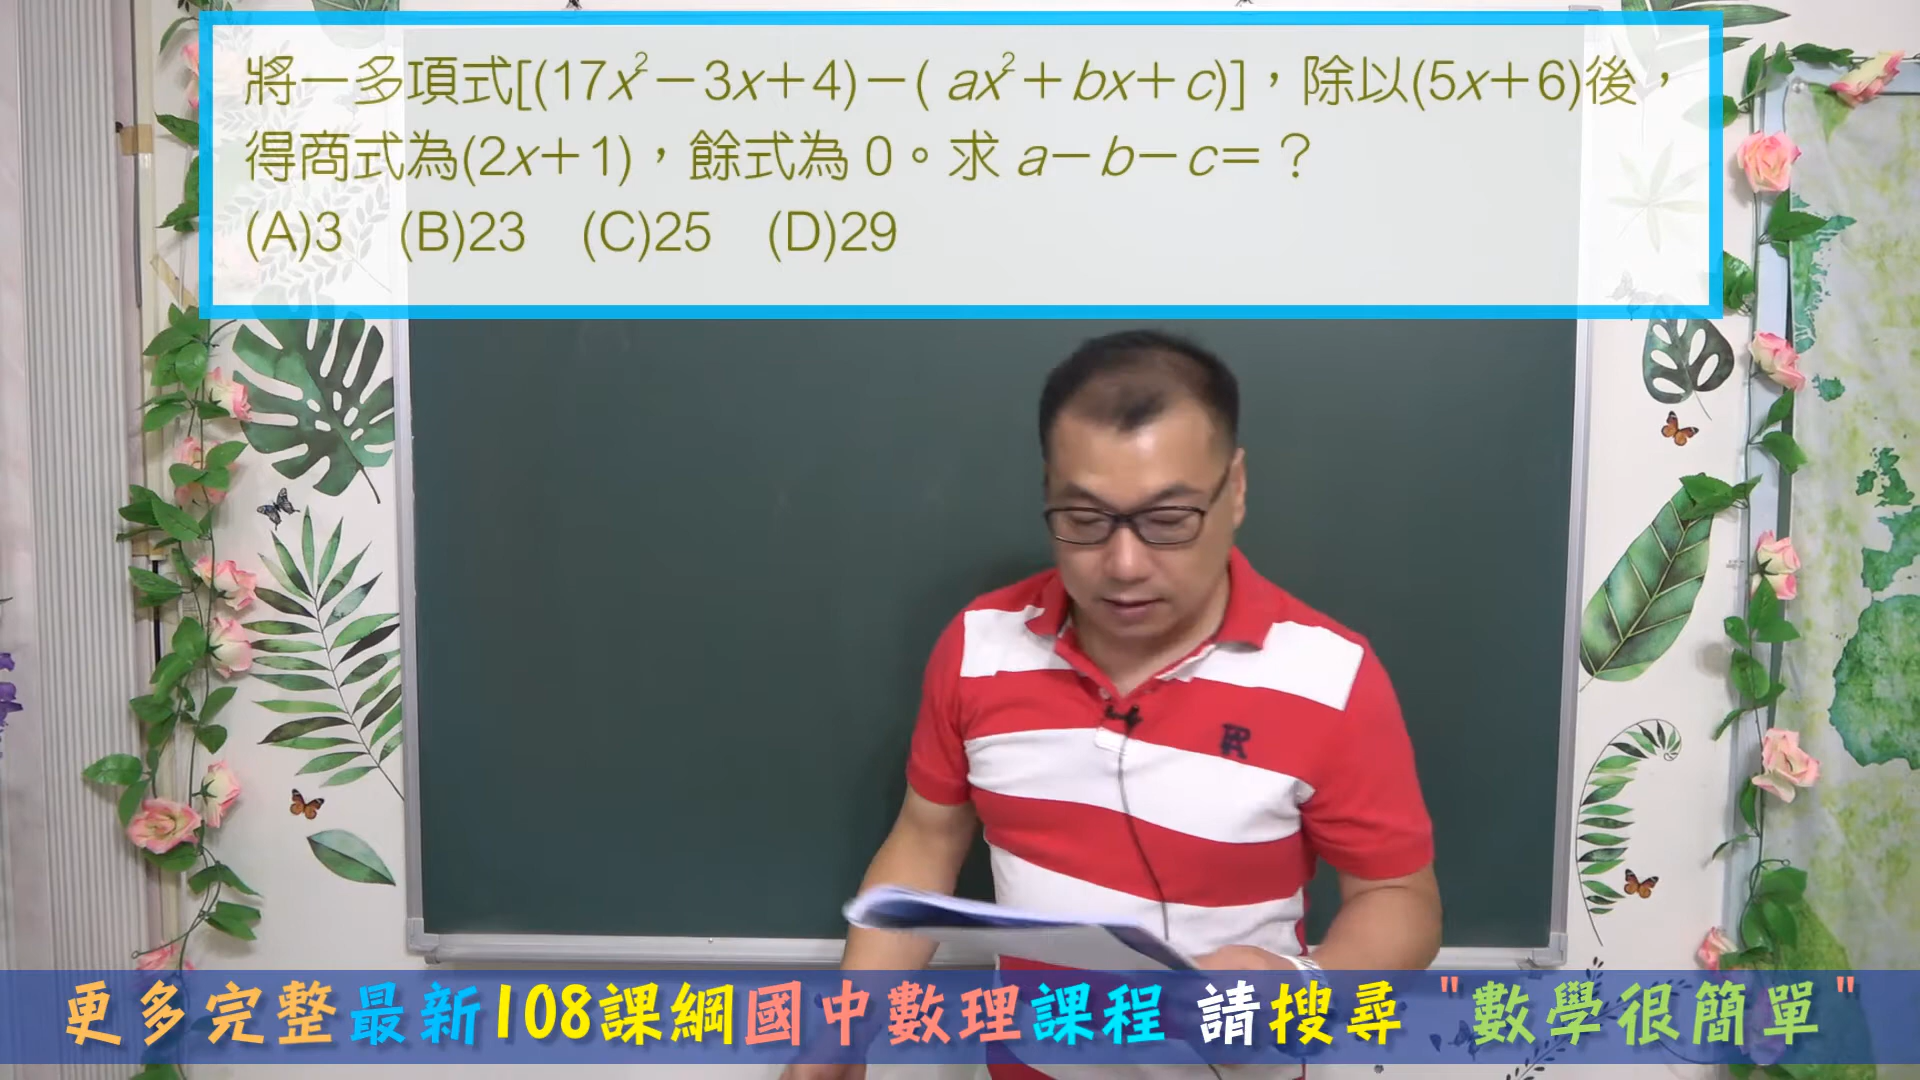 將一多項式[(17x²－3x＋4)－( ax²＋bx＋c)]，除以(5x＋6)後，
得商式為(2x＋1)，餘式為 0。求 a－b－c＝？
(A)3　(B)23　(C)25　(D)29
更多完整最新108課綱國中數理課程 請搜尋 "數學很簡單"